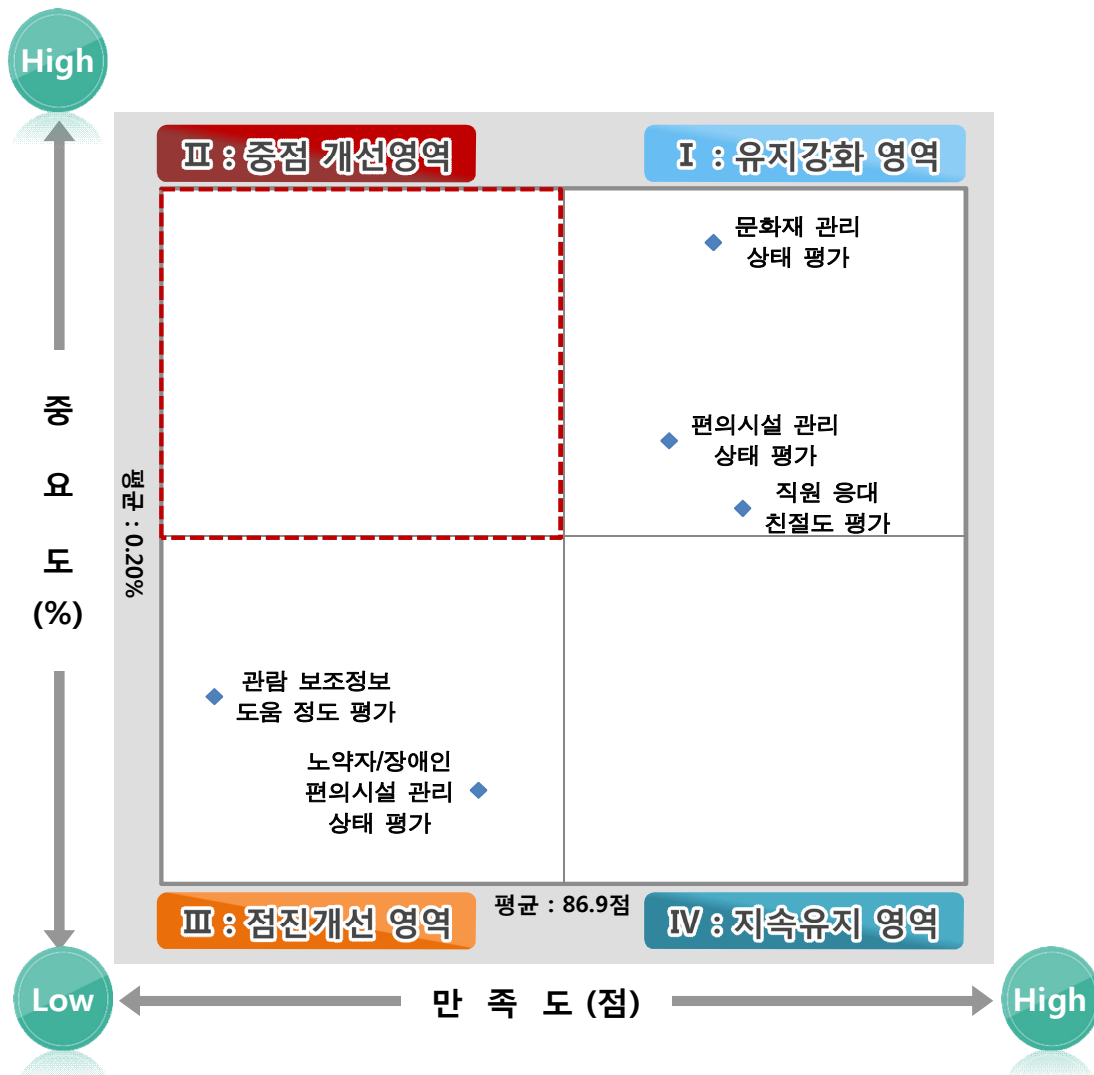 High
Ⅱ : 중점 개선영역
Ⅰ : 유지강화 영역
문화재 관리
상태 평가
편의시설 관리
상태 평가
직원 응대
친절도 평가
중
요
도
(%)
평균 : 0.20%
관람 보조정보
도움 정도 평가
노약자/장애인
편의시설 관리
상태 평가
평균 : 86.9점
Ⅲ : 점진개선 영역
Ⅳ : 지속유지 영역
Low
만 족 도 (점)
High